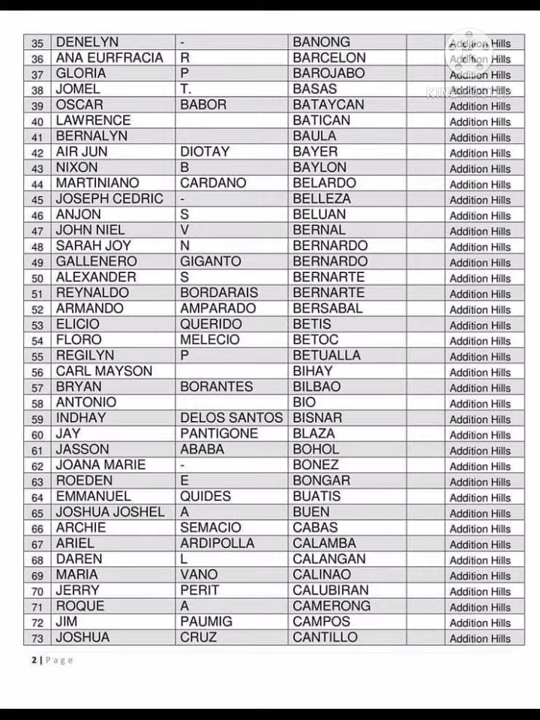 35 DENELYN - BANONG Addition Hills
36 ANA EURFRACIA R BARCELON Addition Hills
37 GLORIA P BAROJABO Addition Hills
38 JOMEL T. BASAS Addition Hills
39 OSCAR BABOR BATAYCAN Addition Hills
40 LAWRENCE BATICAN Addition Hills
41 BERNALYN BAULA Addition Hills
42 AIR JUN DIOTAY BAYER Addition Hills
43 NIXON B BAYLON Addition Hills
44 MARTINIANO CARDANO BELARDO Addition Hills
45 JOSEPH CEDRIC - BELLEZA Addition Hills
46 ANJON S BELUAN Addition Hills
47 JOHN NIEL V BERNAL Addition Hills
48 SARAH JOY N BERNARDO Addition Hills
49 GALLENERO GIGANTO BERNARDO Addition Hills
50 ALEXANDER S BERNARTE Addition Hills
51 REYNALDO BORDARAIS BERNARTE Addition Hills
52 ARMANDO AMPARADO BERSABAL Addition Hills
53 ELICIO QUERIDO BETIS Addition Hills
54 FLORO MELECIO BETOC Addition Hills
55 REGILYN P BETUALLA Addition Hills
56 CARL MAYSON BIHAY Addition Hills
57 BRYAN BORANTES BILBAO Addition Hills
58 ANTONIO BIO Addition Hills
59 INDHAY DELOS SANTOS BISNAR Addition Hills
60 JAY PANTIGONE BLAZA Addition Hills
61 JASSON ABABA BOHOL Addition Hills
62 JOANA MARIE - BONEZ Addition Hills
63 ROEDEN E BONGAR Addition Hills
64 EMMANUEL QUIDES BUATIS Addition Hills
65 JOSHUA JOSHEL A BUEN Addition Hills
66 ARCHIE SEMACIO CABAS Addition Hills
67 ARIEL ARDIPOLLA CALAMBA Addition Hills
68 DAREN L CALANGAN Addition Hills
69 MARIA VANO CALINAO Addition Hills
70 JERRY PERIT CALUBIRAN Addition Hills
71 ROQUE A CAMERONG Addition Hills
72 JIM PAUMIG CAMPOS Addition Hills
73 JOSHUA CRUZ CANTILLO Addition Hills
2 | Page